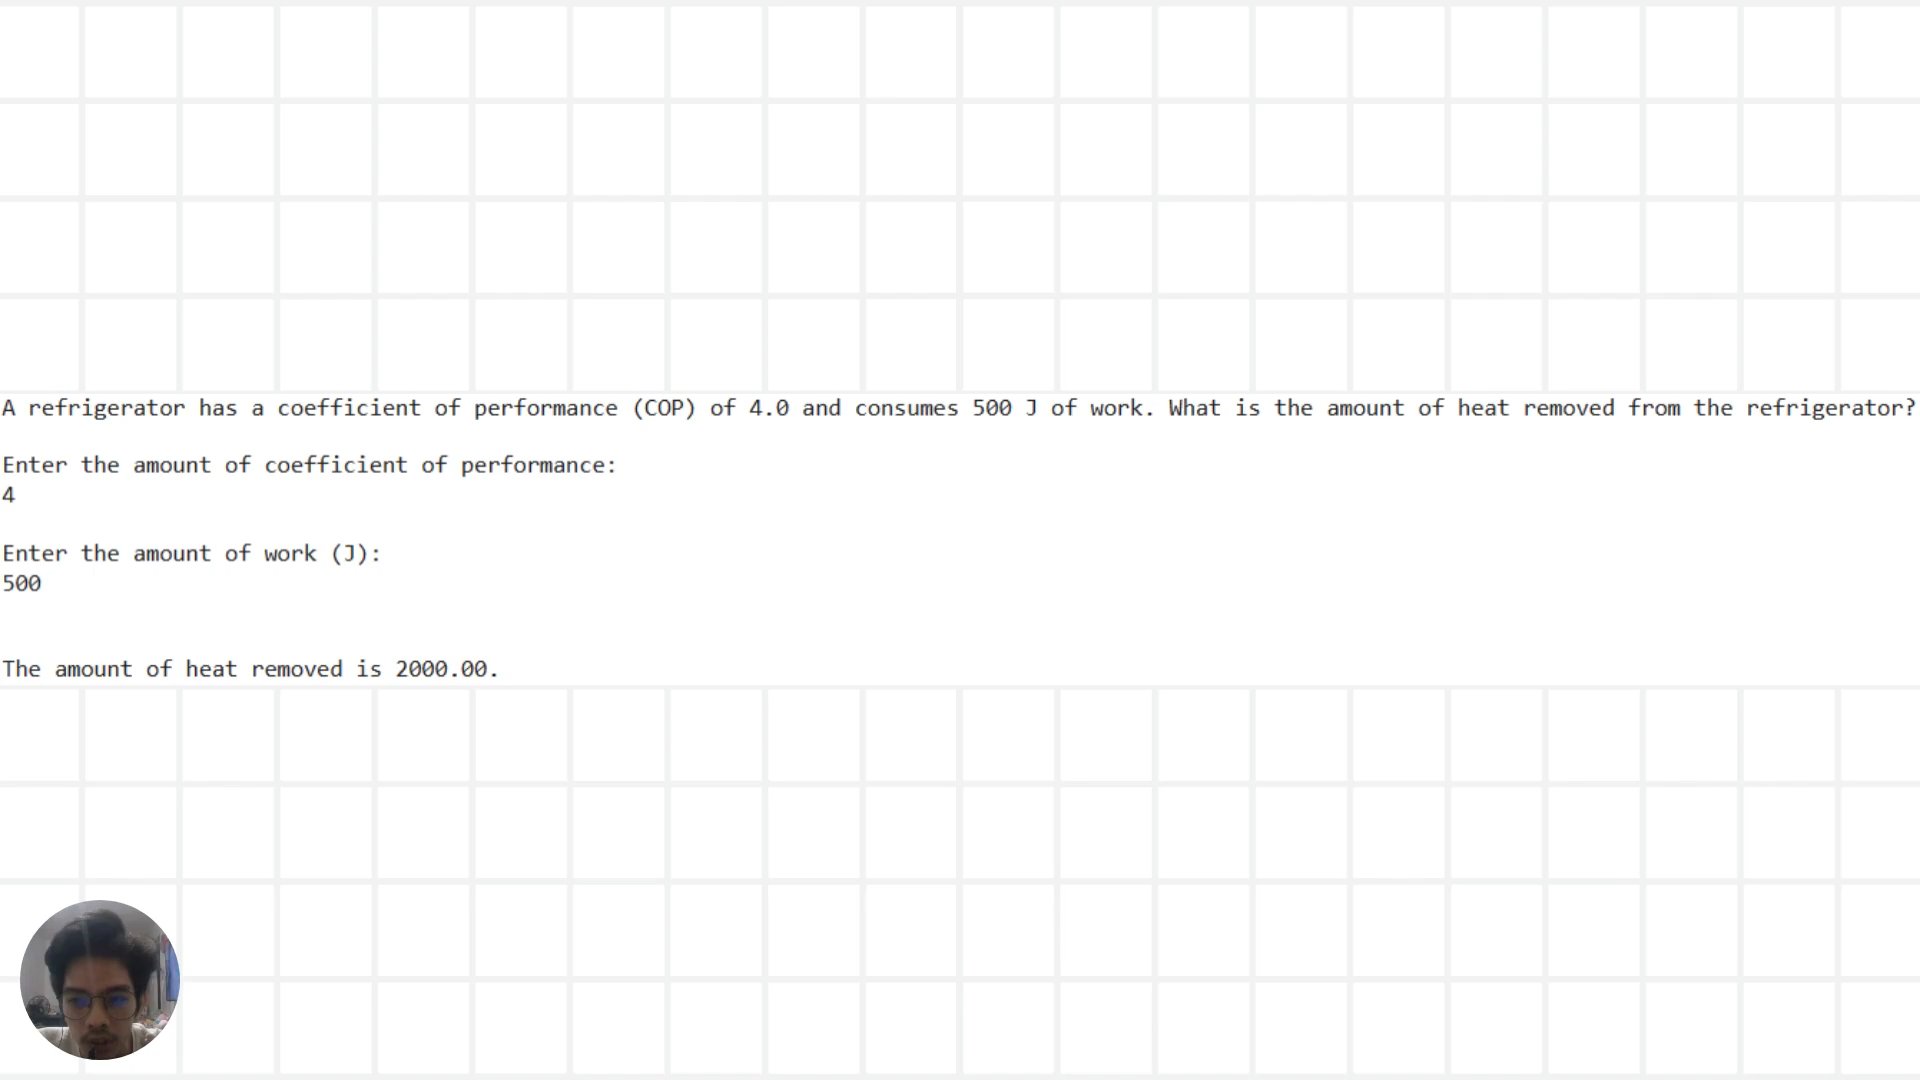 A refrigerator has a coefficient of performance (COP) of 4.0 and consumes 500 J of work. What is the amount of heat removed from the refrigerator?
Enter the amount of coefficient of performance:
4
Enter the amount of work (J):
500
The amount of heat removed is 2000.00.